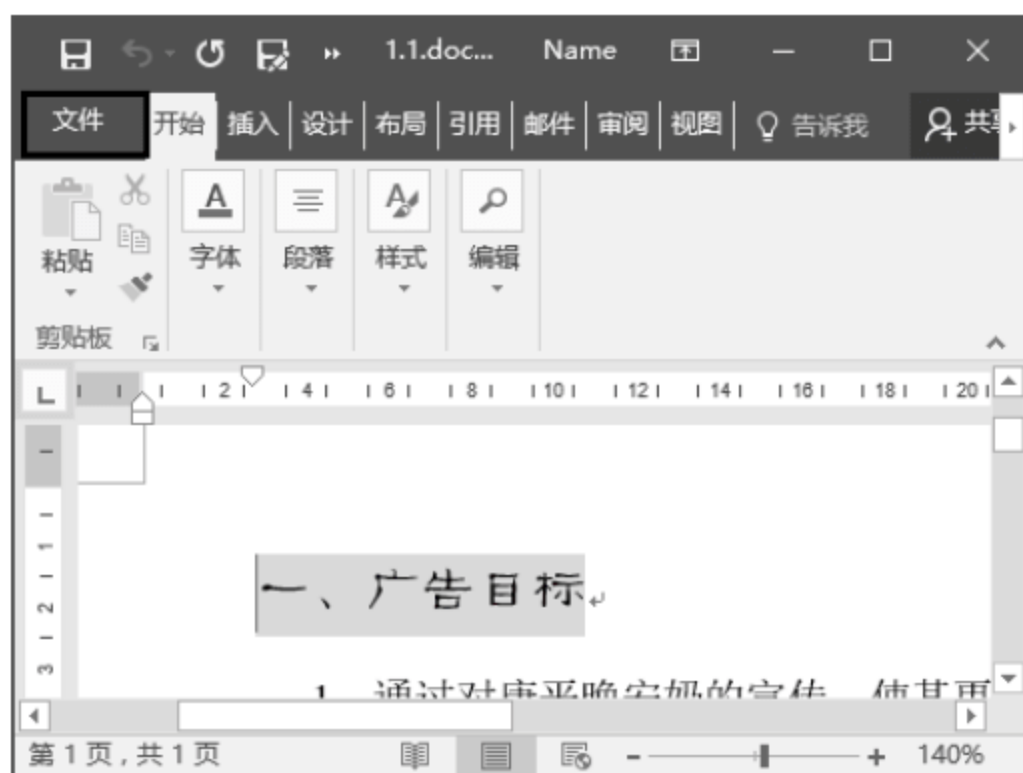 1.1.doc... Name
文件 开始 插入 设计 布局 引用 邮件 审阅 视图 告诉我
粘贴 字体 段落 样式 编辑
剪贴板
2 4 6 8 10 12 14 16 18 20
1
2
3
一、广告目标
第1页,共1页 140%